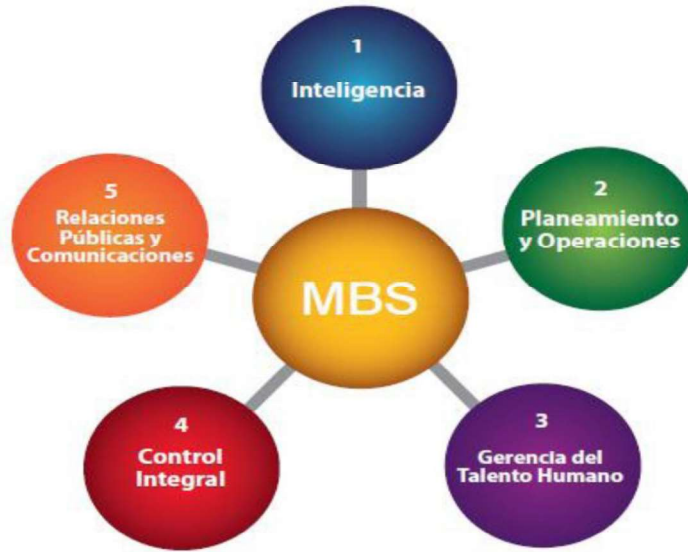 1
Inteligencia
2
Planeamiento
y Operaciones
3
Gerencia del
Talento Humano
4
Control
Integral
5
Relaciones
Públicas y
Comunicaciones
MBS